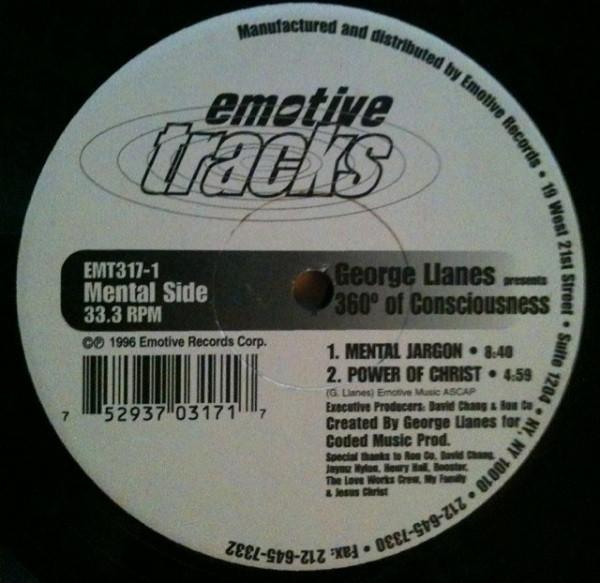 Manufactured and distributed by Emotive Records • 19 West 21st Street • Suite 1204 • NY, NY 10010 • 212-645-7330 • Fax: 212-645-7332
emotive
tracks
EMT317-1
Mental Side
33.3 RPM
George Llanes presents
360º of Consciousness
©℗ 1996 Emotive Records Corp.
7 52937 03171 7
1. MENTAL JARGON • 8:40
2. POWER OF CHRIST • 4:59
(G. Llanes) Emotive Music ASCAP
Executive Producers: David Chang & Ron Co
Created By George Llanes for
Coded Music Prod.
Special thanks to Ron Co, David Chang,
Jaymz Nylon, Henry Hall, Booster,
The Love Works Crew, My Family
& Jesus Christ